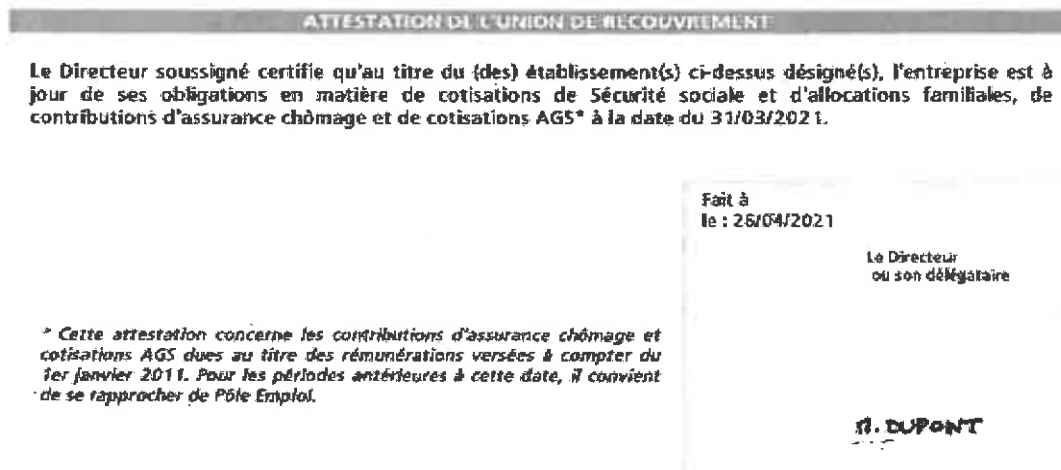 ATTESTATION DE L'UNION DE RECOUVREMENT
Le Directeur soussigné certifie qu'au titre du (des) établissement(s) ci-dessus désigné(s), l'entreprise est à
jour de ses obligations en matière de cotisations de Sécurité sociale et d'allocations familiales, de
contributions d'assurance chômage et de cotisations AGS* à la date du 31/03/2021.
Fait à
le : 26/04/2021
Le Directeur
ou son délégataire
* Cette attestation concerne les contributions d'assurance chômage et
cotisations AGS dues au titre des rémunérations versées à compter du
1er janvier 2011. Pour les périodes antérieures à cette date, il convient
de se rapprocher de Pôle Emploi.
M. DUPONT